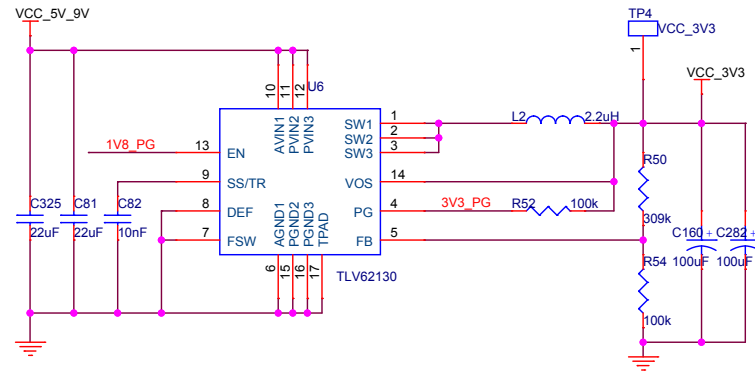 VCC_5V_9V
TP4
VCC_3V3
1
VCC_3V3
10
11
12
U6
AVIN1
PVIN2
PVIN3
1V8_PG
13
EN
SW1
1
L2
2.2uH
SW2
2
SW3
3
9
SS/TR
VOS
14
R50
C325
C81
C82
8
DEF
PG
4
3V3_PG
R52
100k
309k
22uF
22uF
10nF
7
FSW
FB
5
C160
+
C282
+
AGND1
PGND2
PGND3
TPAD
6
15
16
17
TLV62130
R54
100uF
100uF
100k